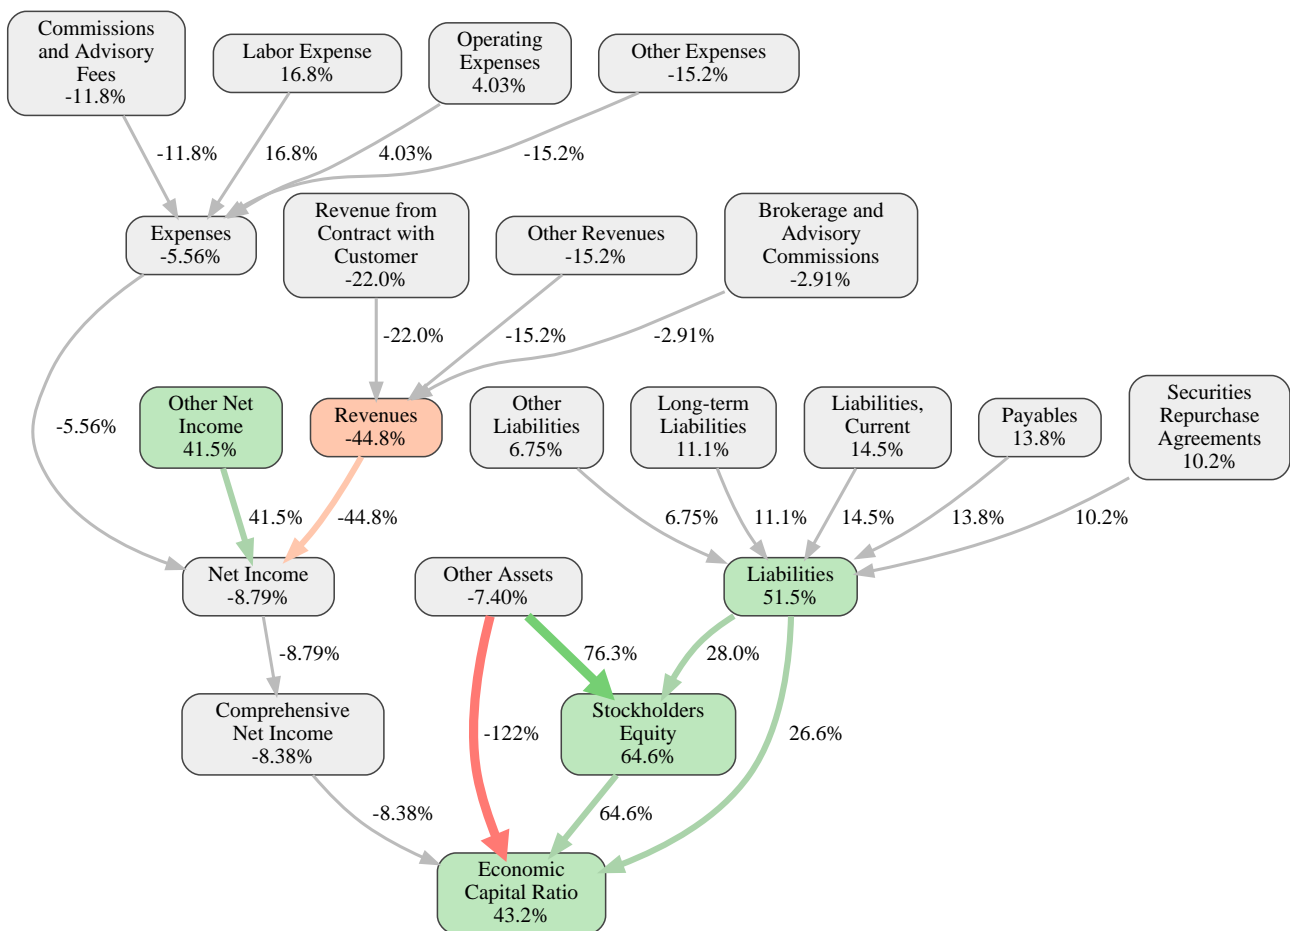 Commissions
and Advisory
Fees
-11.8%
Labor Expense
16.8%
Operating
Expenses
4.03%
Other Expenses
-15.2%
-11.8%
16.8%
4.03%
-15.2%
Expenses
-5.56%
Revenue from
Contract with
Customer
-22.0%
Other Revenues
-15.2%
Brokerage and
Advisory
Commissions
-2.91%
-22.0%
-15.2%
-2.91%
-5.56%
Other Net
Income
41.5%
Revenues
-44.8%
Other
Liabilities
6.75%
Long-term
Liabilities
11.1%
Liabilities,
Current
14.5%
Payables
13.8%
Securities
Repurchase
Agreements
10.2%
41.5%
-44.8%
6.75%
11.1%
14.5%
13.8%
10.2%
Net Income
-8.79%
Other Assets
-7.40%
Liabilities
51.5%
-8.79%
76.3%
28.0%
Comprehensive
Net Income
-8.38%
-122%
Stockholders
Equity
64.6%
26.6%
-8.38%
64.6%
Economic
Capital Ratio
43.2%